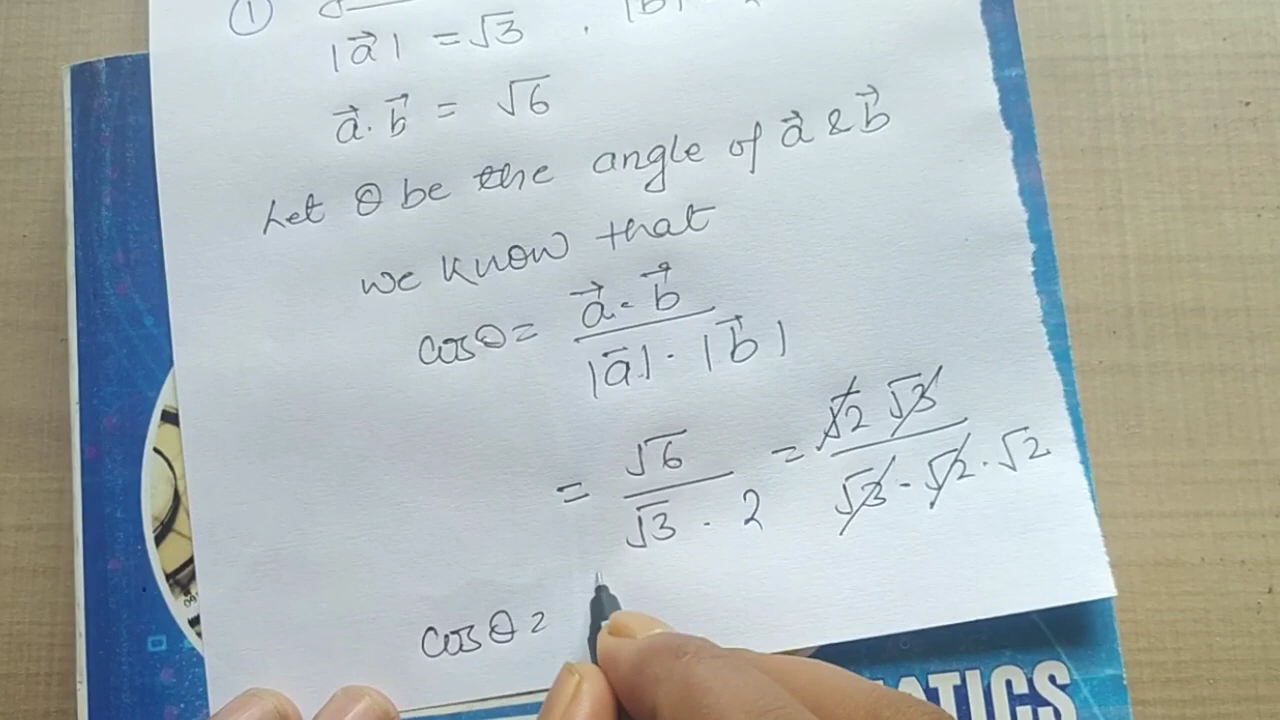 ①
|a⃗| = √3 , |b|
a⃗ . b⃗ = √6
Let θ be the angle of a⃗ & b⃗
we know that
cosθ = a⃗ . b⃗ / |a⃗| . |b⃗|
= √6 / √3 . 2 = √2 √3 / √3 . √2 . √2
cosθ =
ATICS